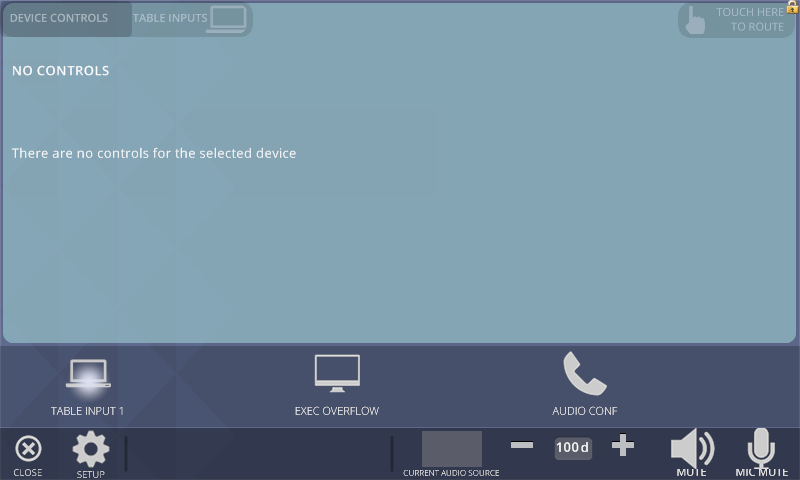 DEVICE CONTROLS
TABLE INPUTS
TOUCH HERE
TO ROUTE
NO CONTROLS
There are no controls for the selected device
TABLE INPUT 1
EXEC OVERFLOW
AUDIO CONF
CLOSE
SETUP
CURRENT AUDIO SOURCE
100d
MUTE
MIC MUTE